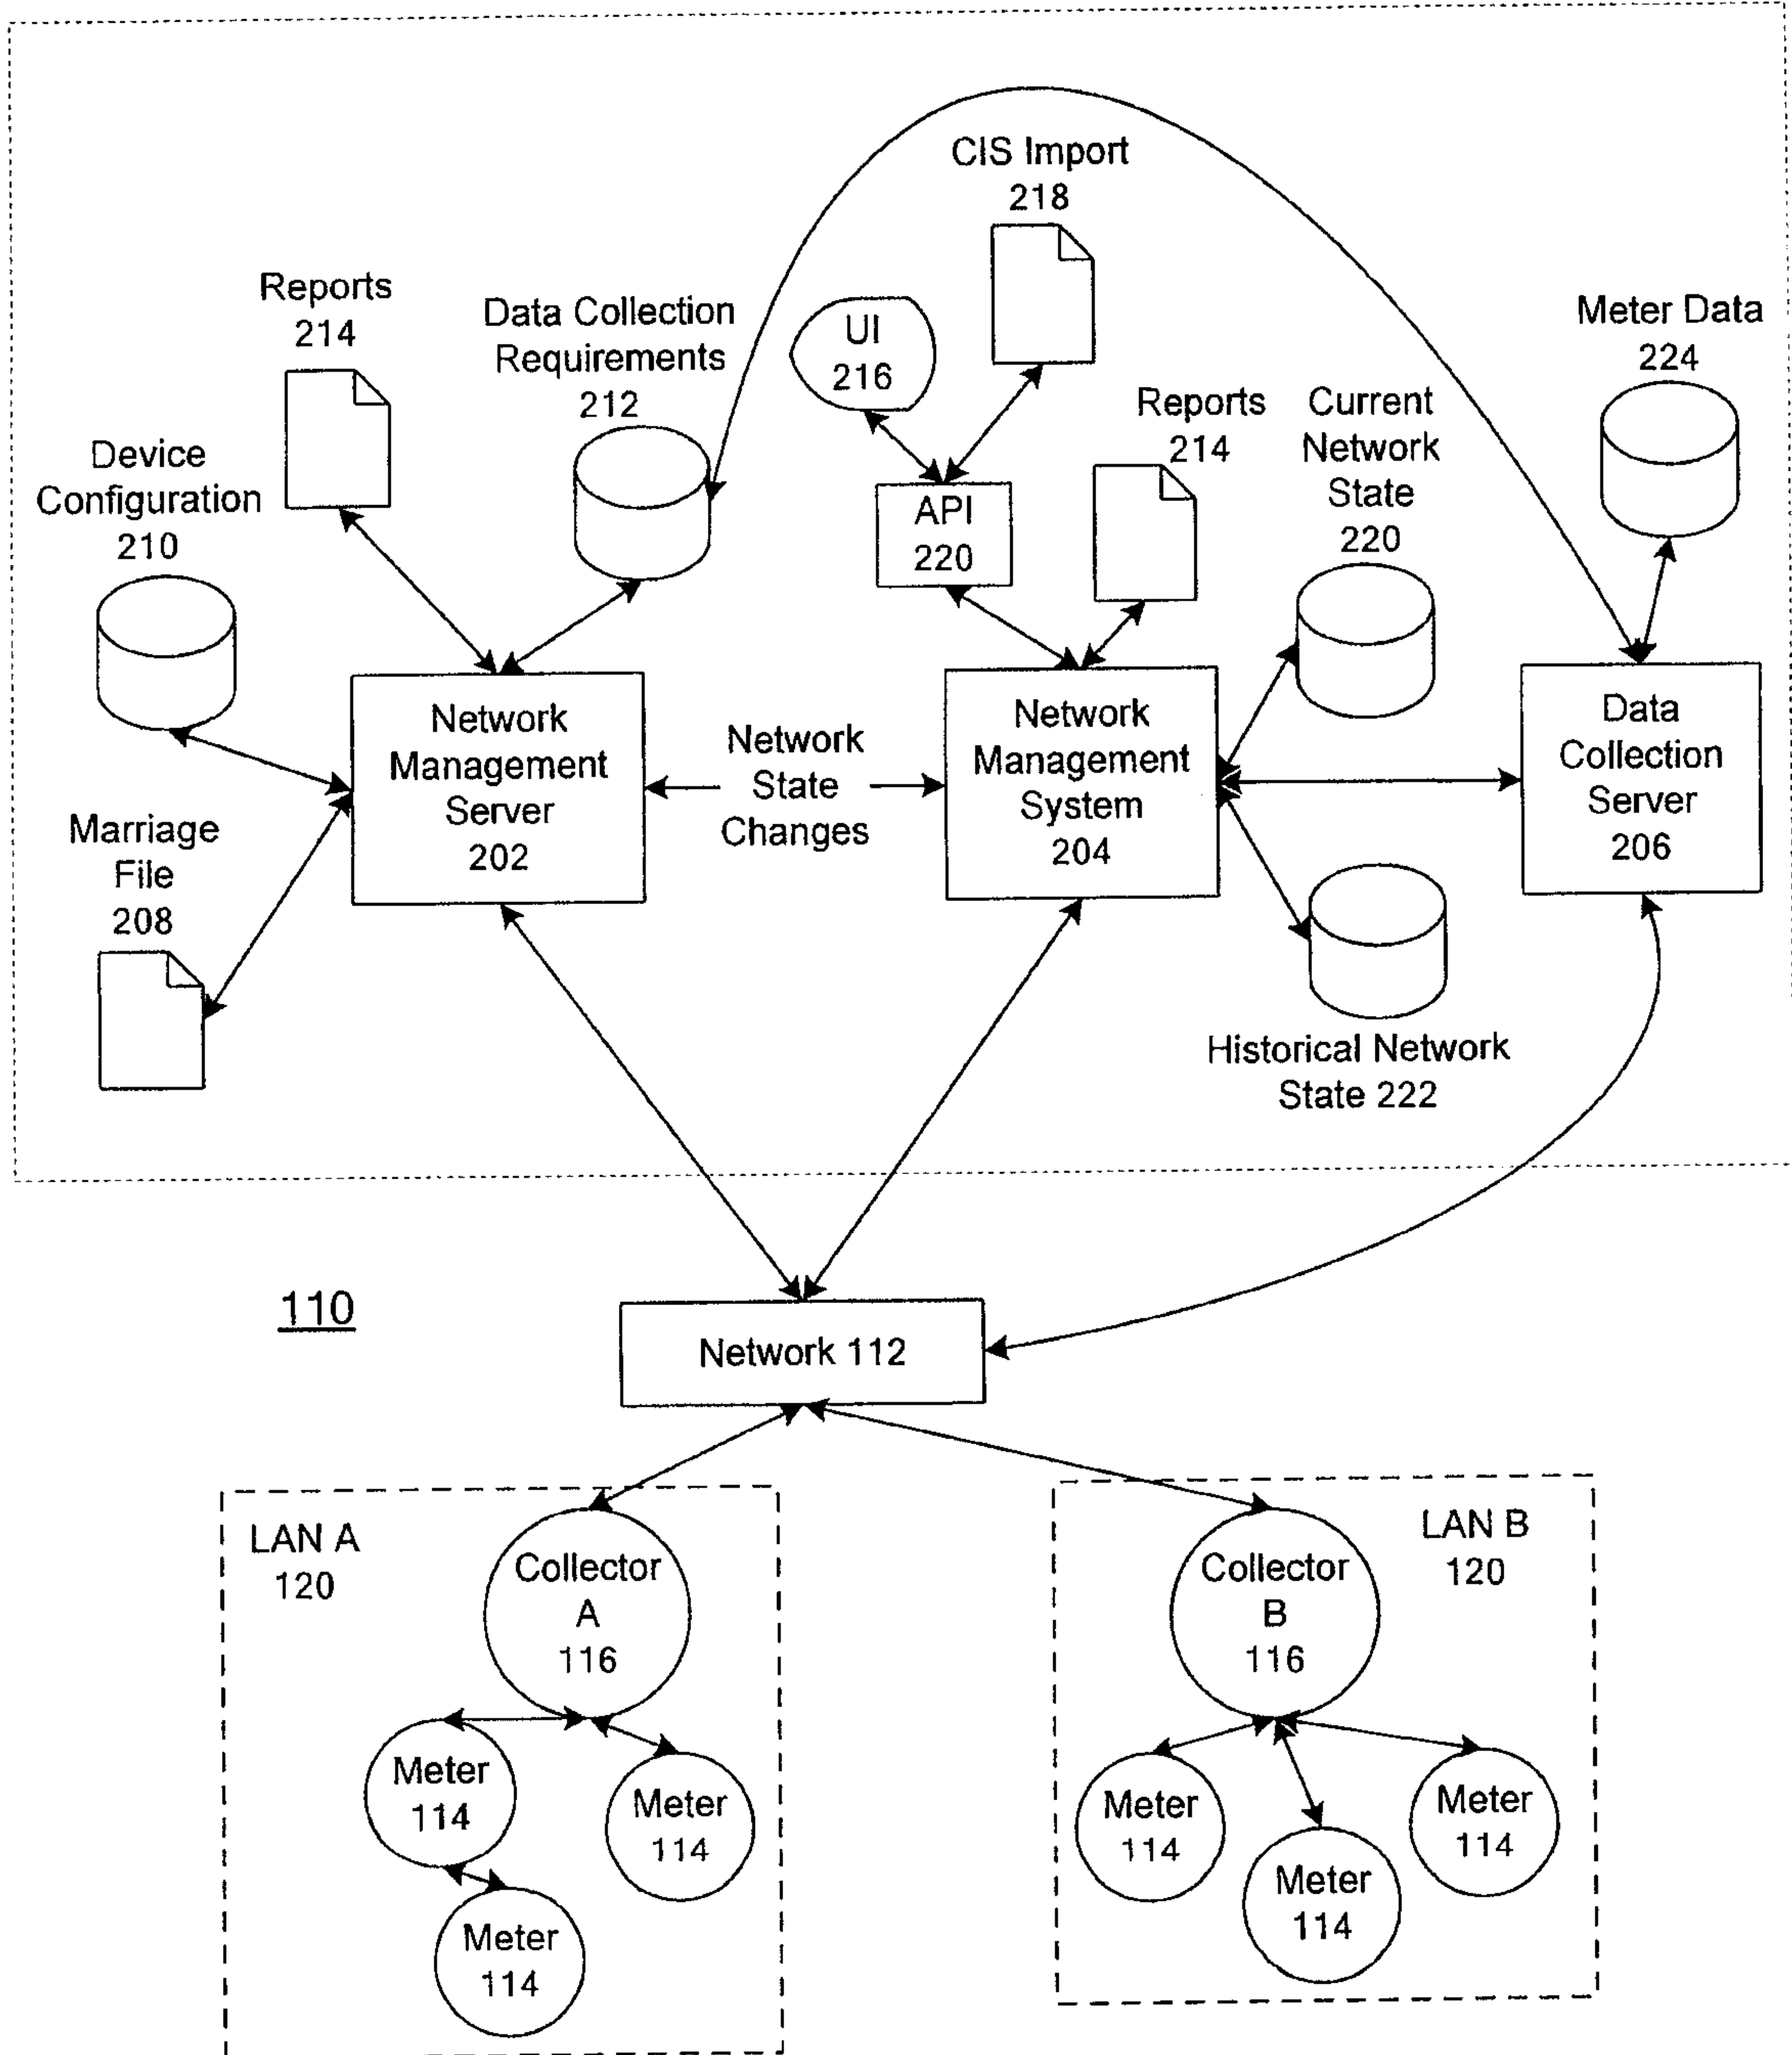 CIS Import
218
Reports
214
Data Collection
Requirements
212
UI
216
Meter Data
224
Reports
214
Current
Network
State
220
Device
Configuration
210
API
220
Network
Management
Server
202
Network
State
Changes
Network
Management
System
204
Data
Collection
Server
206
Marriage
File
208
Historical Network
State 222
110
Network 112
LAN A
120
Collector
A
116
LAN B
120
Collector
B
116
Meter
114
Meter
114
Meter
114
Meter
114
Meter
114
Meter
114